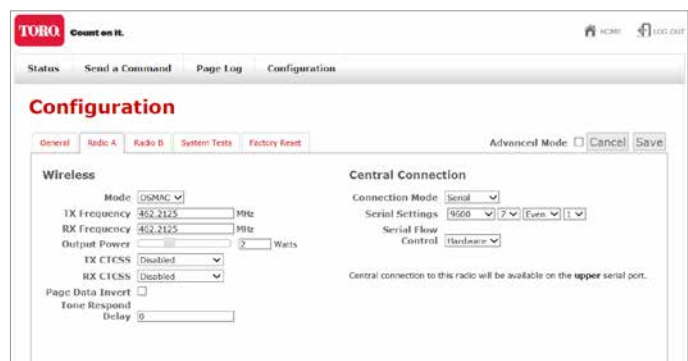 TORO. Count on it.
HOME LOG OUT
Status Send a Command Page Log Configuration
Configuration
General Radio A Radio B System Tests Factory Reset Advanced Mode Cancel Save
Wireless
Mode OSMAC
TX Frequency 462.2125 MHz
RX Frequency 462.2125 MHz
Output Power 2 Watts
TX CTCSS Disabled
RX CTCSS Disabled
Page Data Invert
Tone Respond
Delay 0
Central Connection
Connection Mode Serial
Serial Settings 9600 7 Even 1
Serial Flow
Control Hardware
Central connection to this radio will be available on the upper serial port.